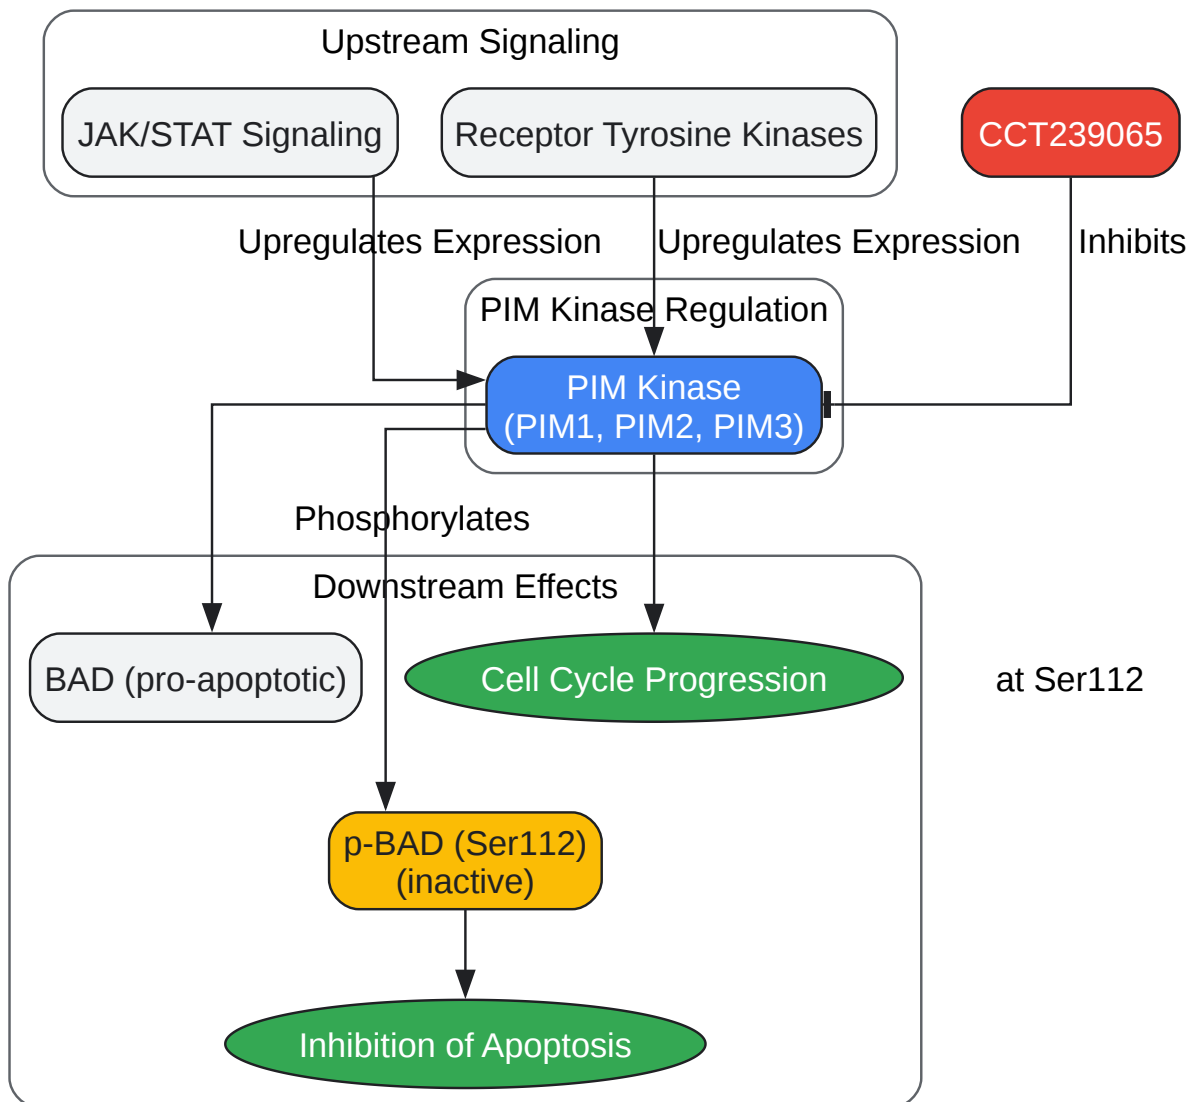 Upstream Signaling
JAK/STAT Signaling
Receptor Tyrosine Kinases
CCT239065
Upregulates Expression
Upregulates Expression
Inhibits
PIM Kinase Regulation
PIM Kinase
(PIM1, PIM2, PIM3)
Phosphorylates
Downstream Effects
BAD (pro-apoptotic)
Cell Cycle Progression
at Ser112
p-BAD (Ser112)
(inactive)
Inhibition of Apoptosis